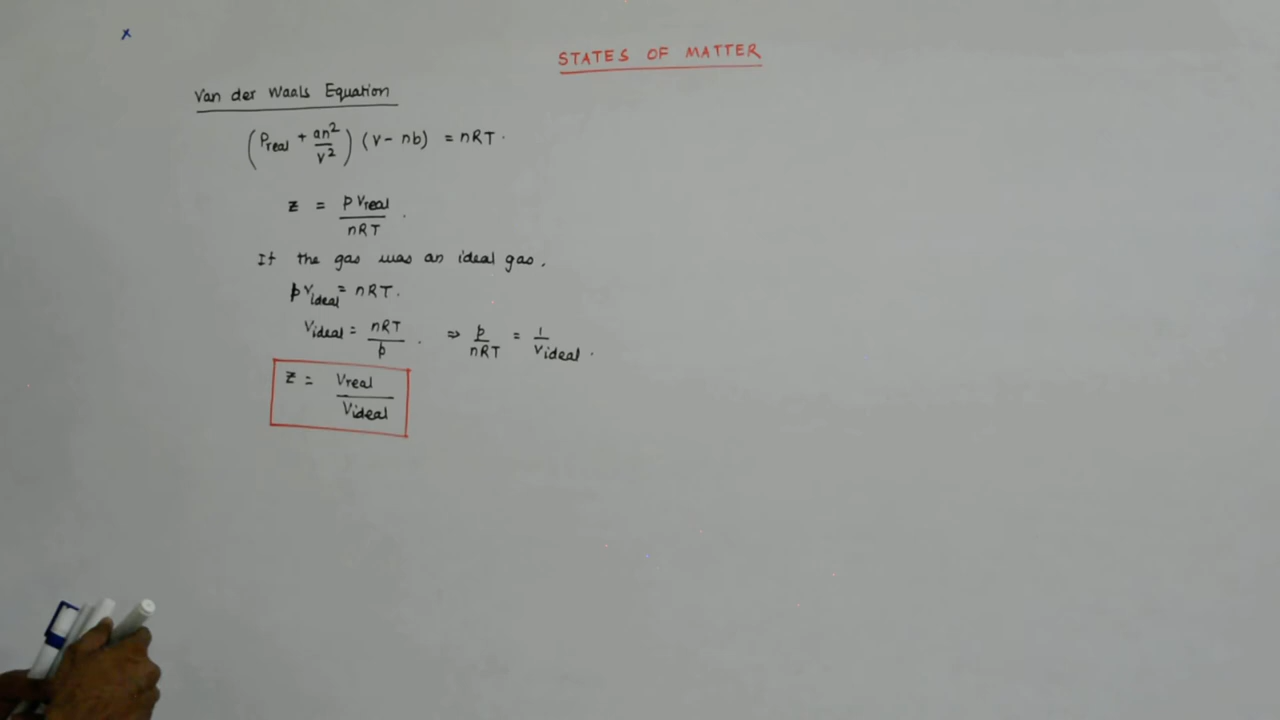 x
STATES OF MATTER
Van der Waals Equation
(Preal + an²/V²) (V - nb) = nRT.
Z = pVreal/nRT.
If the gas was an ideal gas.
pVideal = nRT.
Videal = nRT/p. ⇒ p/nRT = 1/Videal.
Z = Vreal/Videal